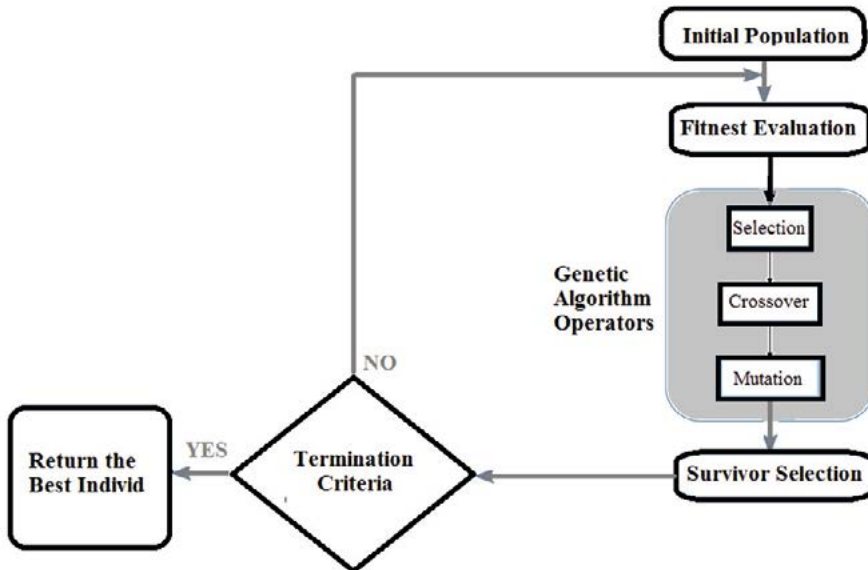 Initial Population
Fitnest Evaluation
Selection
Genetic
Algorithm
Operators
Crossover
Mutation
NO
YES
Return the
Best Individ
Termination
Criteria
Survivor Selection